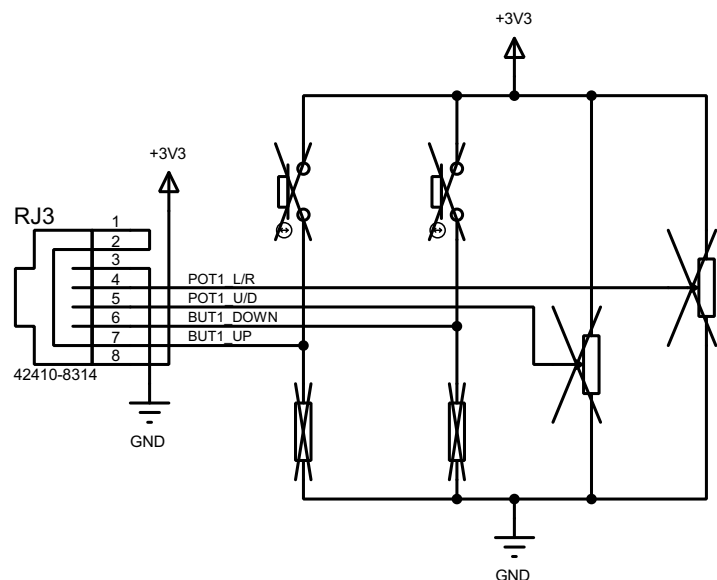 +3V3
+3V3
RJ3
1
2
3
4
5
6
7
8
POT1_L/R
POT1_U/D
BUT1_DOWN
BUT1_UP
42410-8314
GND
GND